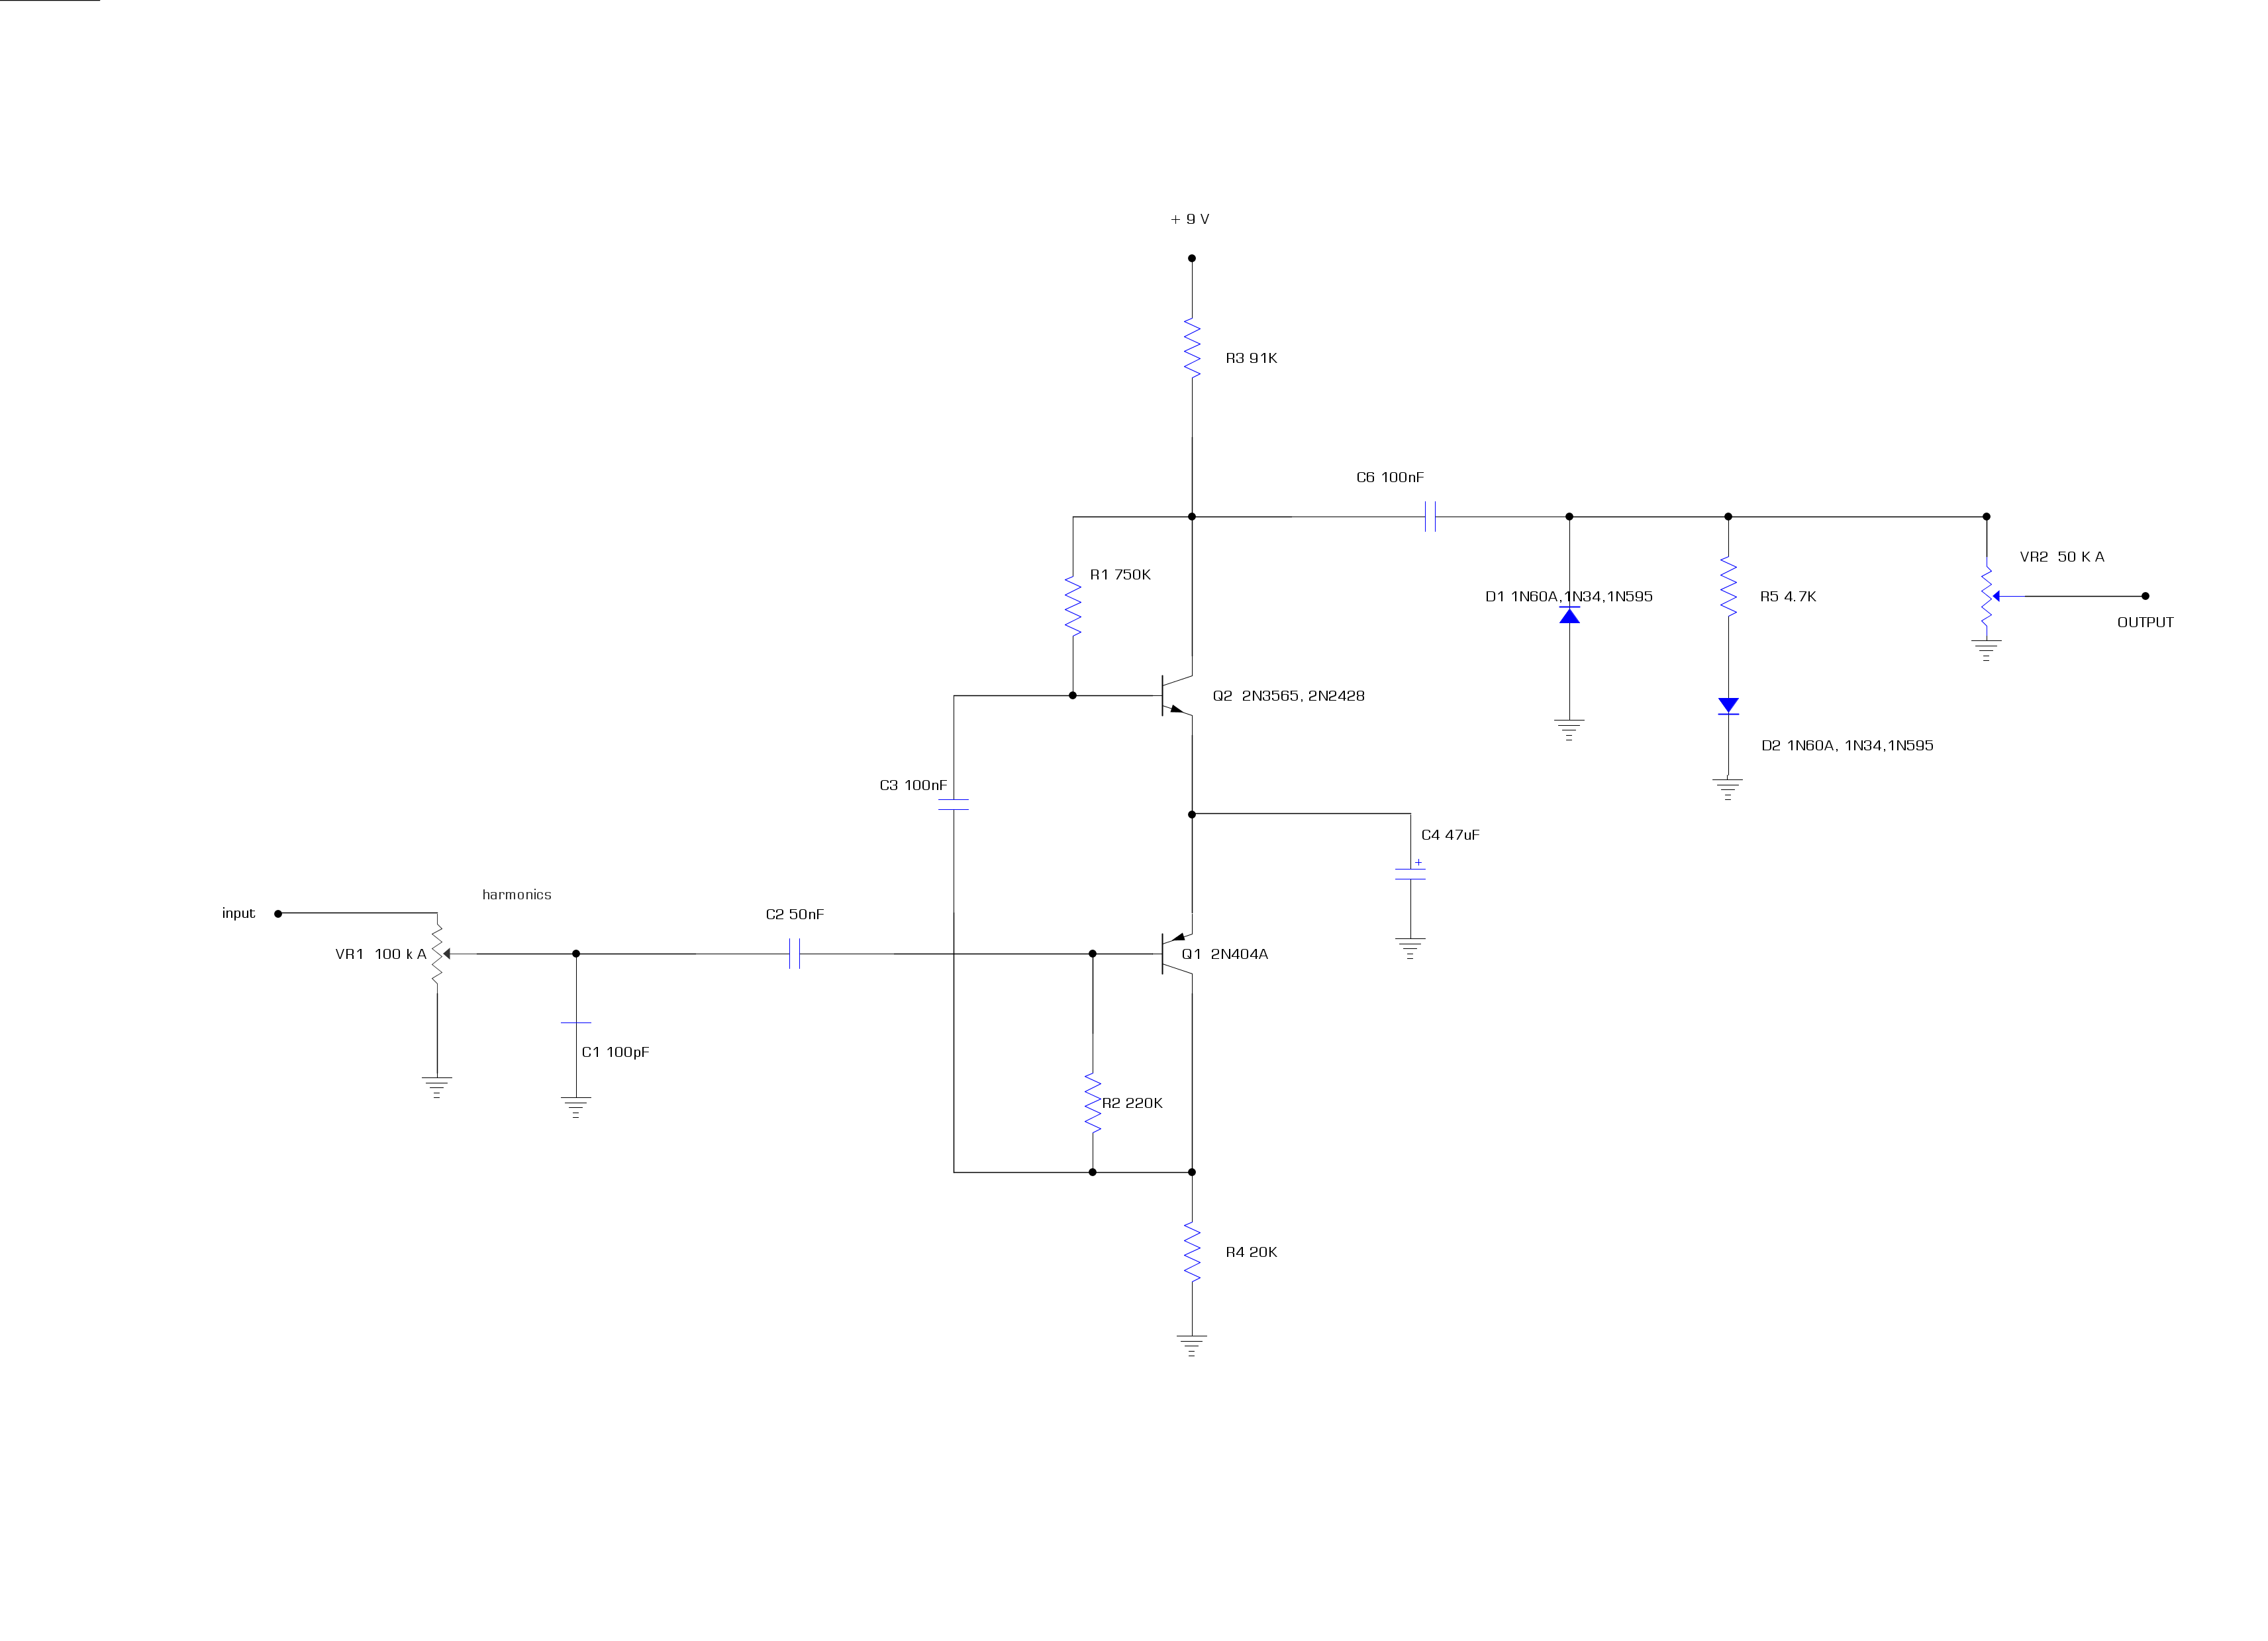 + 9 V
R3 91K
C6 100nF
VR2  50 K A
R1 750K
D1 1N60A,1N34,1N595
R5 4.7K
OUTPUT
Q2  2N3565, 2N2428
D2 1N60A, 1N34,1N595
C3 100nF
C4 47uF
+
harmonics
input
C2 50nF
VR1  100 k A
Q1  2N404A
C1 100pF
R2 220K
R4 20K